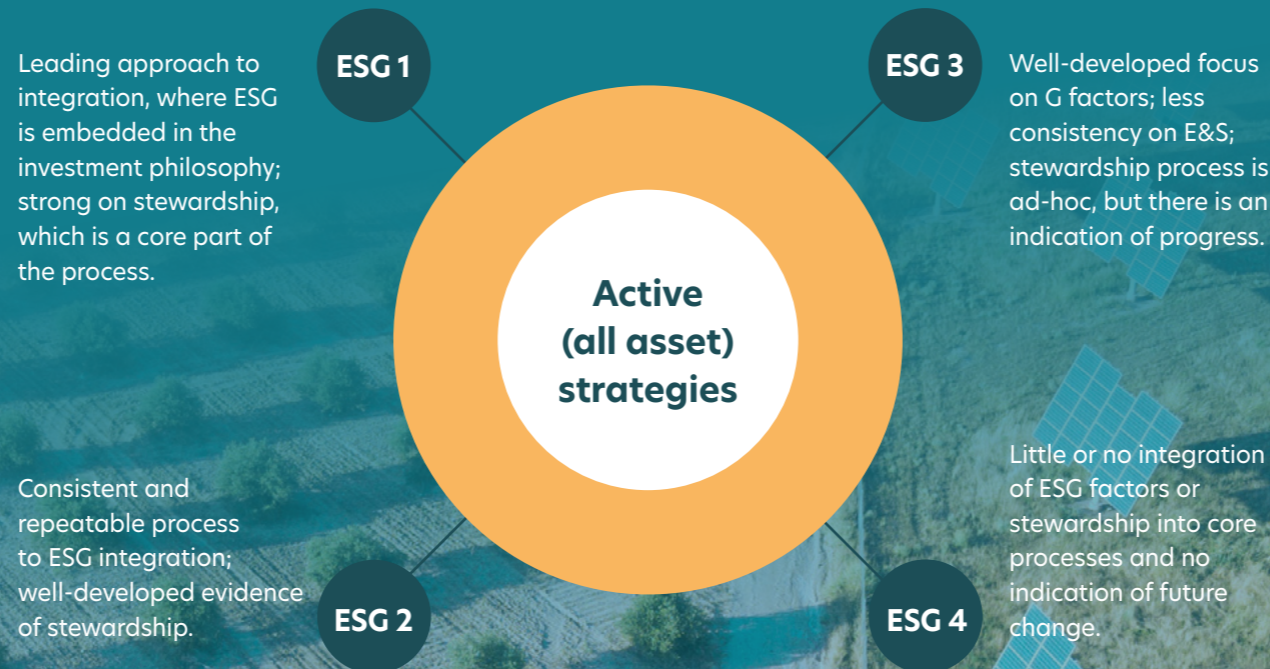 ESG 1
Leading approach to
integration, where ESG
is embedded in the
investment philosophy;
strong on stewardship,
which is a core part of
the process.
ESG 3
Well-developed focus
on G factors; less
consistency on E&S;
stewardship process is
ad-hoc, but there is an
indication of progress.
Active
(all asset)
strategies
ESG 2
Consistent and
repeatable process
to ESG integration;
well-developed evidence
of stewardship.
ESG 4
Little or no integration
of ESG factors or
stewardship into core
processes and no
indication of future
change.